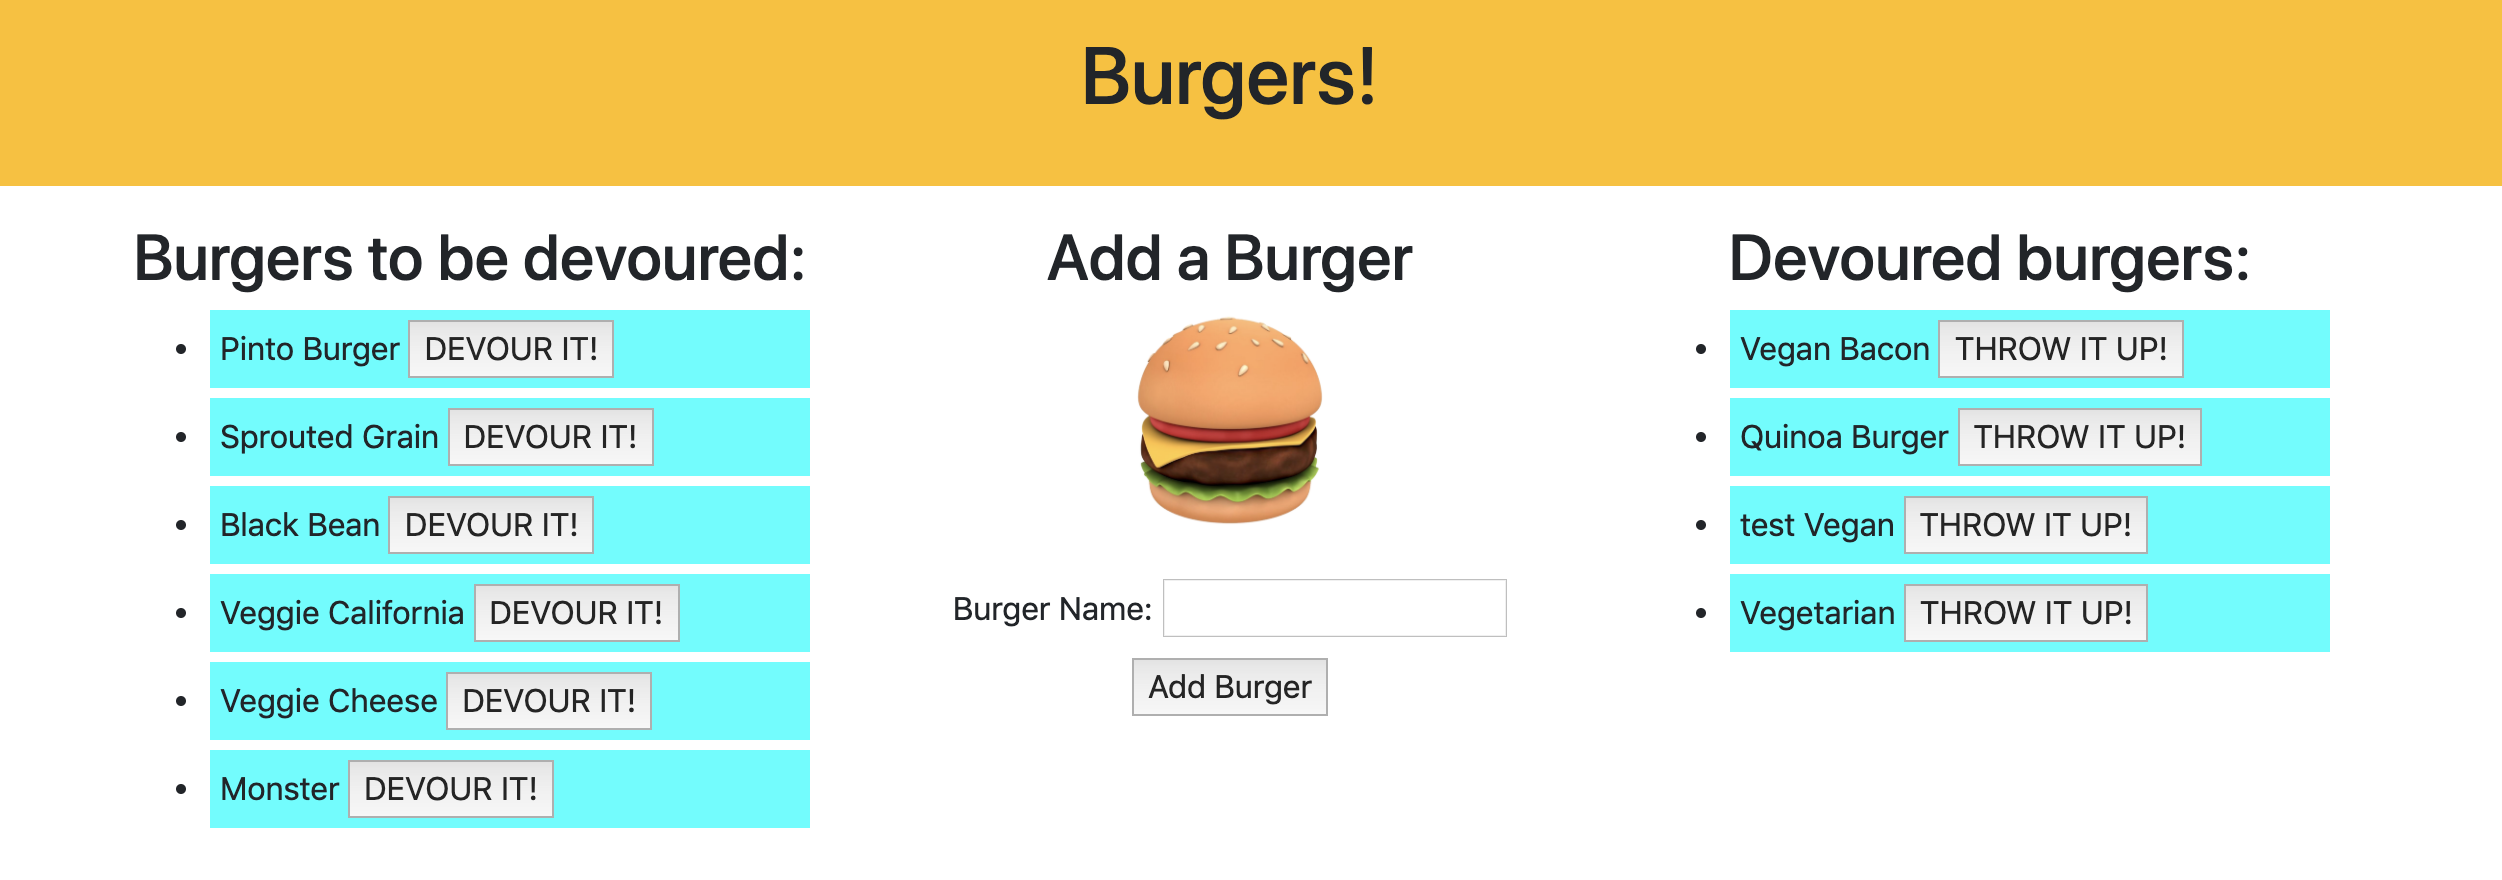 Burgers!
Burgers to be devoured:
Pinto Burger DEVOUR IT!
Sprouted Grain DEVOUR IT!
Black Bean DEVOUR IT!
Veggie California DEVOUR IT!
Veggie Cheese DEVOUR IT!
Monster DEVOUR IT!
Add a Burger
Burger Name:
Add Burger
Devoured burgers:
Vegan Bacon THROW IT UP!
Quinoa Burger THROW IT UP!
test Vegan THROW IT UP!
Vegetarian THROW IT UP!